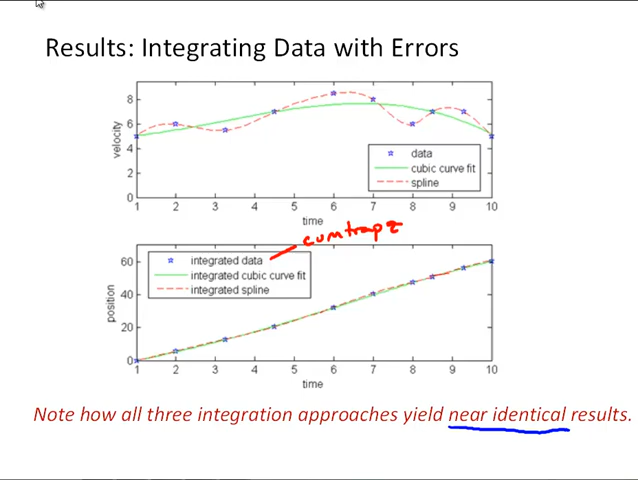 Results: Integrating Data with Errors
8
6
4
2
0
velocity
data
cubic curve fit
spline
1 2 3 4 5 6 7 8 9 10
time
cumtrapz
60
40
20
0
position
integrated data
integrated cubic curve fit
integrated spline
1 2 3 4 5 6 7 8 9 10
time
Note how all three integration approaches yield near identical results.